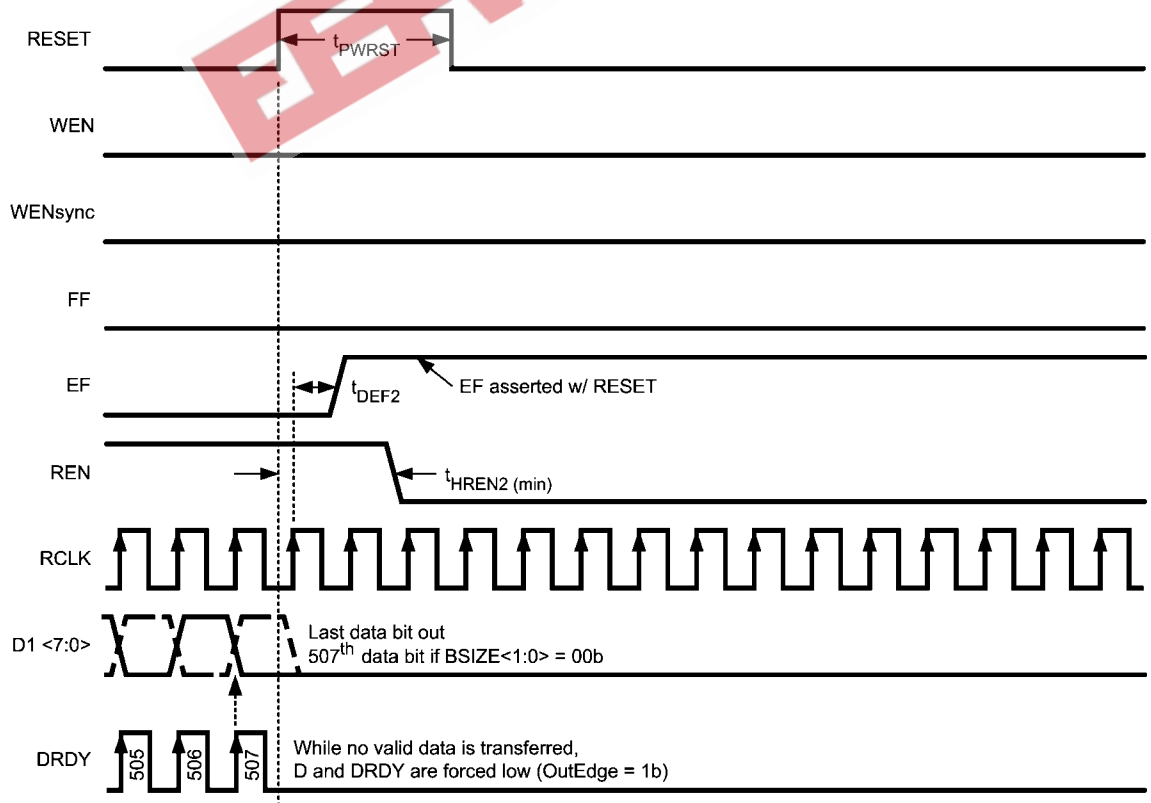 RESET
tPWRST
WEN
WENsync
FF
EF
tDEF2
EF asserted w/ RESET
REN
tHREN2 (min)
RCLK
D1 <7:0>
Last data bit out
507th data bit if BSIZE<1:0> = 00b
DRDY
505
506
507
While no valid data is transferred,
D and DRDY are forced low (OutEdge = 1b)